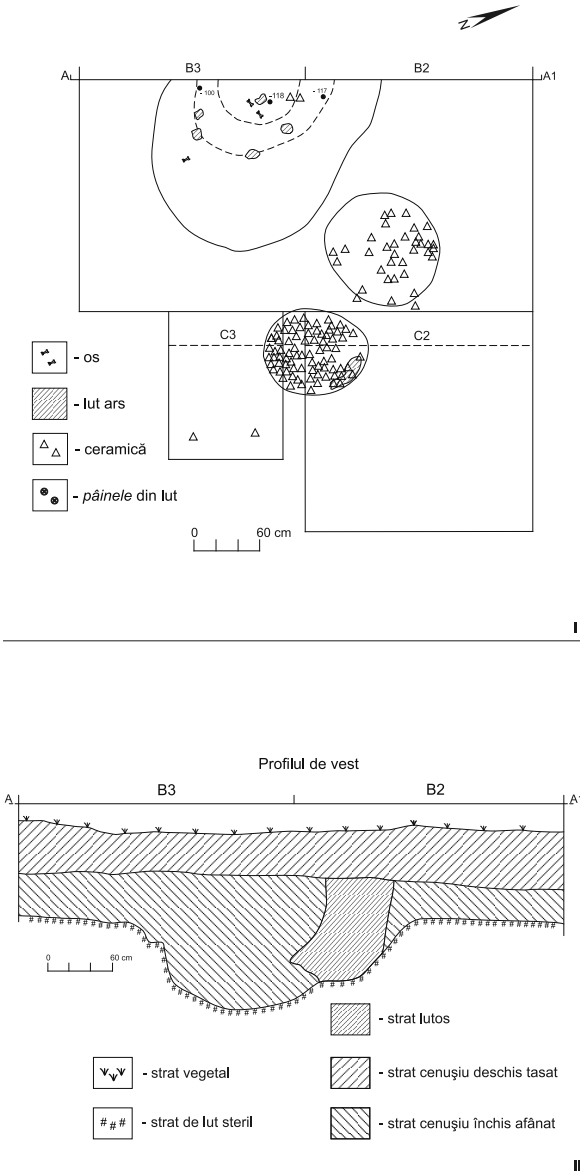 N
A B3 B2 A1
- 100 -118 - 117
C3 C2
- os
- lut ars
- ceramică
- pâinele din lut
0 60 cm
I
Profilul de vest
A B3 B2 A1
0 60 cm
- strat lutos
- strat vegetal
- strat cenuşiu deschis tasat
- strat de lut steril
- strat cenuşiu închis afânat
II